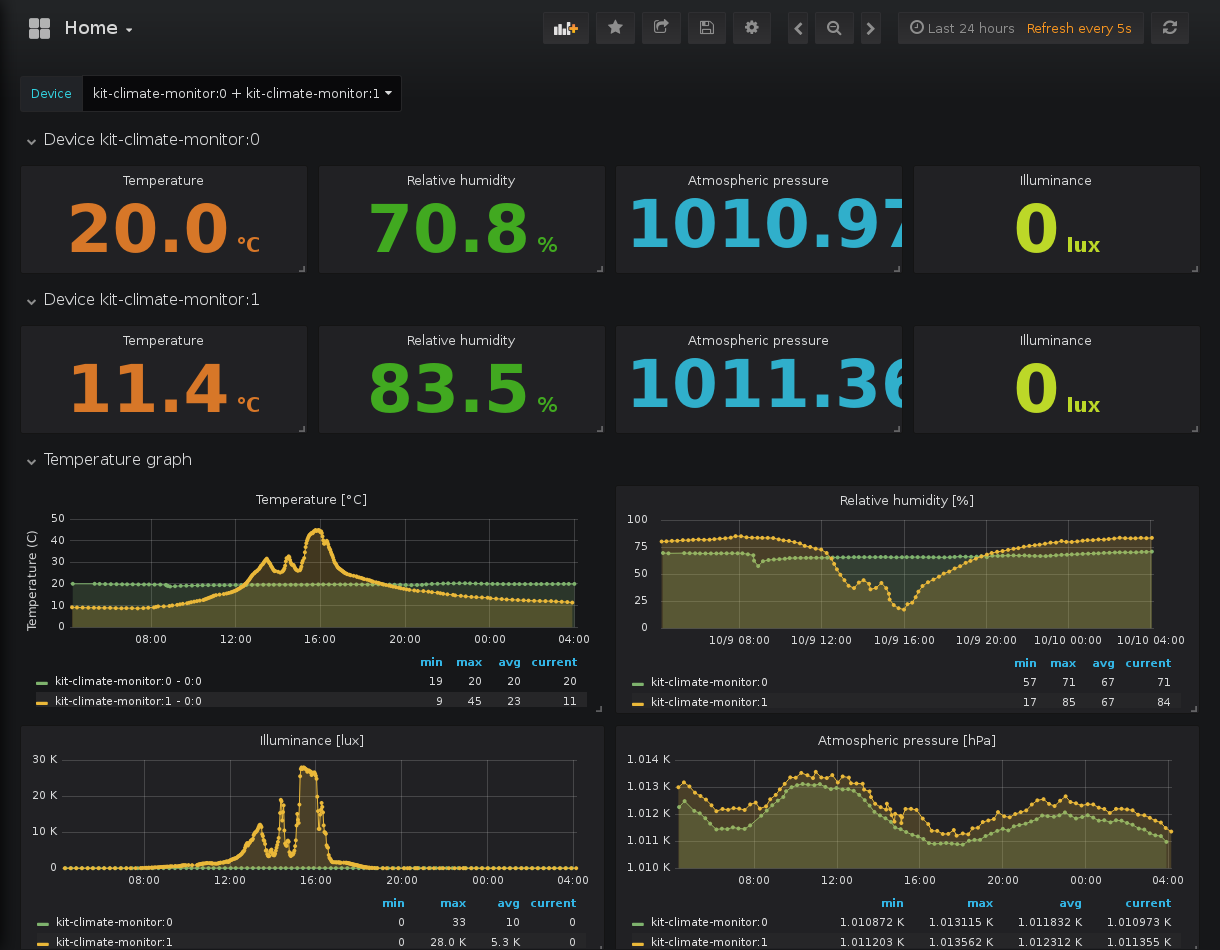 Home
Last 24 hours Refresh every 5s
Device kit-climate-monitor:0 + kit-climate-monitor:1
Device kit-climate-monitor:0
Temperature Relative humidity Atmospheric pressure Illuminance
20.0 °C 70.8 % 1010.97 0 lux
Device kit-climate-monitor:1
Temperature Relative humidity Atmospheric pressure Illuminance
11.4 °C 83.5 % 1011.36 0 lux
Temperature graph
Temperature [°C]
Temperature (C)
50
40
30
20
10
0
08:00 12:00 16:00 20:00 00:00 04:00
min max avg current
kit-climate-monitor:0 - 0:0 19 20 20 20
kit-climate-monitor:1 - 0:0 9 45 23 11
Relative humidity [%]
100
75
50
25
0
10/9 08:00 10/9 12:00 10/9 16:00 10/9 20:00 10/10 00:00 10/10 04:00
min max avg current
kit-climate-monitor:0 57 71 67 71
kit-climate-monitor:1 17 85 67 84
Illuminance [lux]
30 K
20 K
10 K
0
08:00 12:00 16:00 20:00 00:00 04:00
min max avg current
kit-climate-monitor:0 0 33 10 0
kit-climate-monitor:1 0 28.0 K 5.3 K 0
Atmospheric pressure [hPa]
1.014 K
1.013 K
1.012 K
1.011 K
1.010 K
08:00 12:00 16:00 20:00 00:00 04:00
min max avg current
kit-climate-monitor:0 1.010872 K 1.013115 K 1.011832 K 1.010973 K
kit-climate-monitor:1 1.011203 K 1.013562 K 1.012312 K 1.011355 K